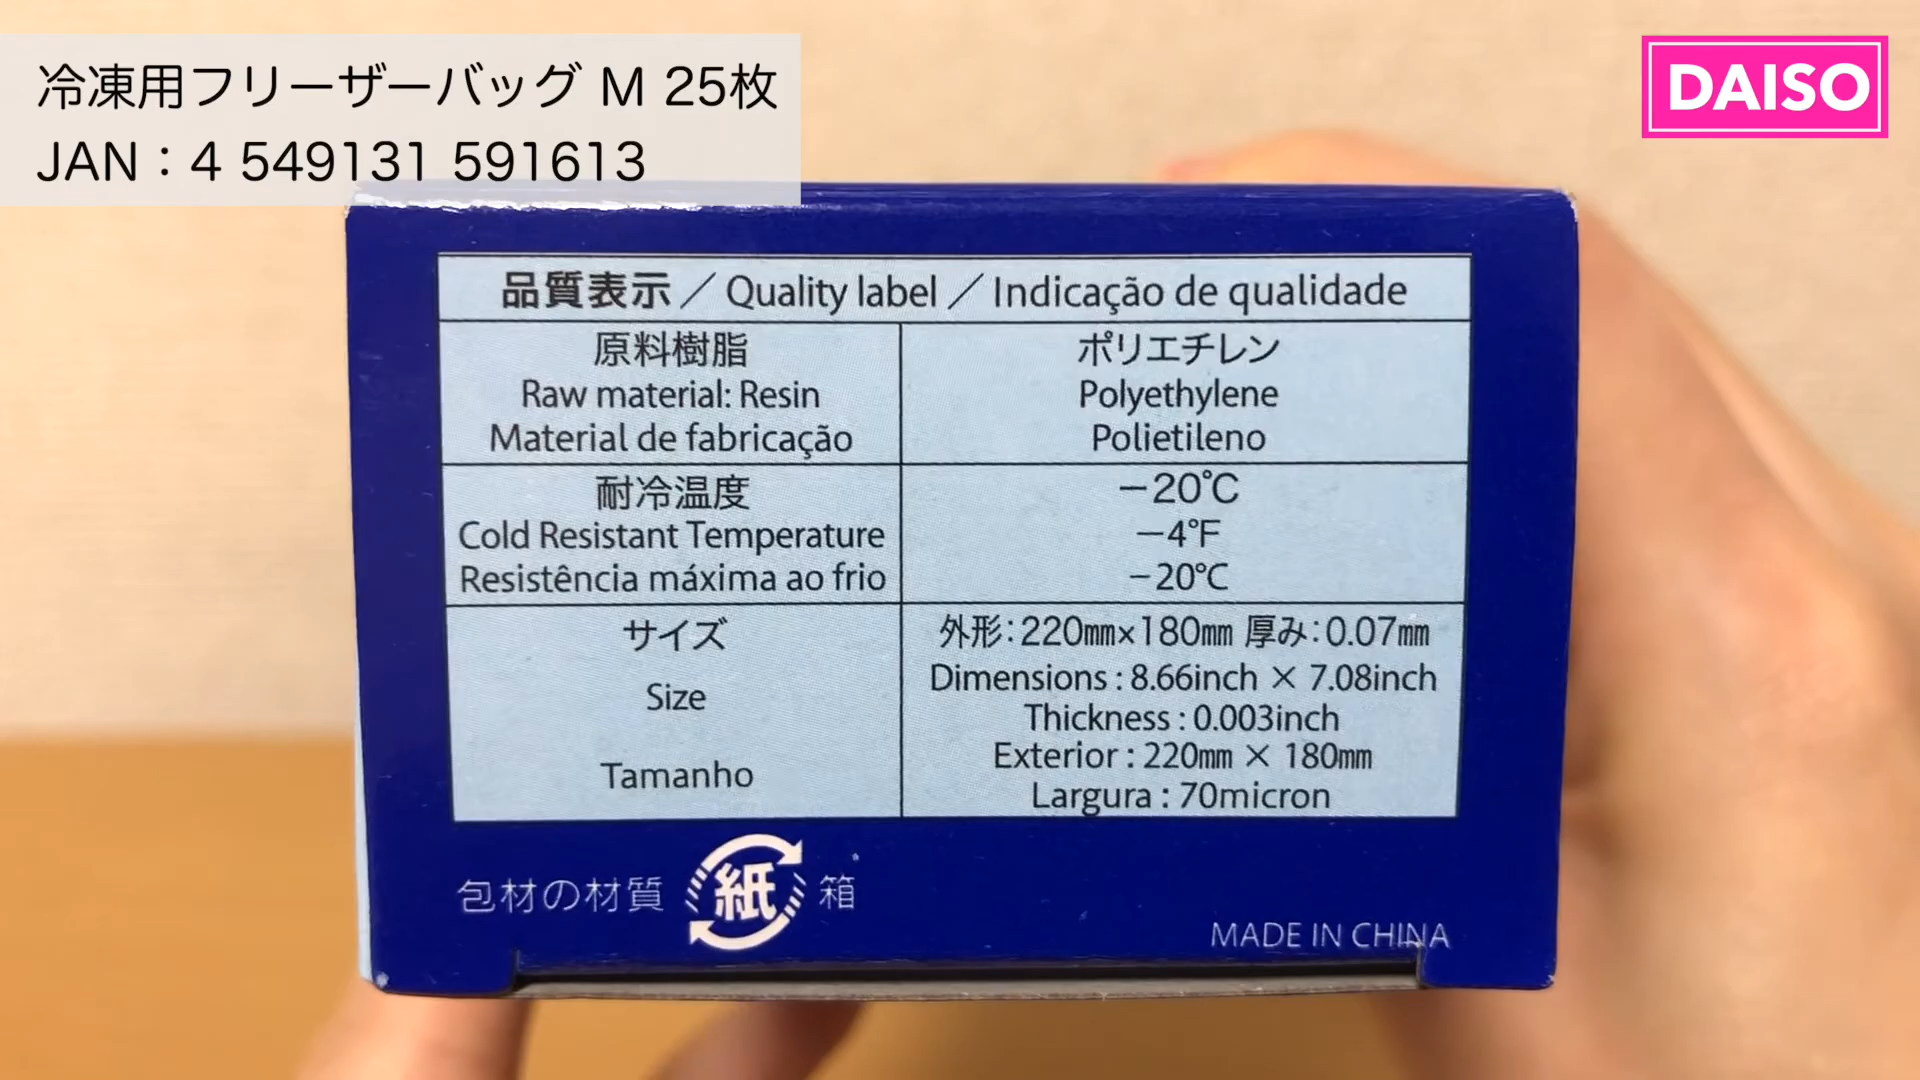 冷凍用フリーザーバッグ M 25枚
JAN：4 549131 591613
DAISO
品質表示／Quality label／Indicação de qualidade
原料樹脂
Raw material: Resin
Material de fabricação
ポリエチレン
Polyethylene
Polietileno
耐冷温度
Cold Resistant Temperature
Resistência máxima ao frio
－20℃
－4℉
－20℃
サイズ
Size
Tamanho
外形：220㎜×180㎜ 厚み：0.07㎜
Dimensions : 8.66inch × 7.08inch
Thickness : 0.003inch
Exterior : 220㎜ × 180㎜
Largura : 70micron
包材の材質 紙 箱
MADE IN CHINA